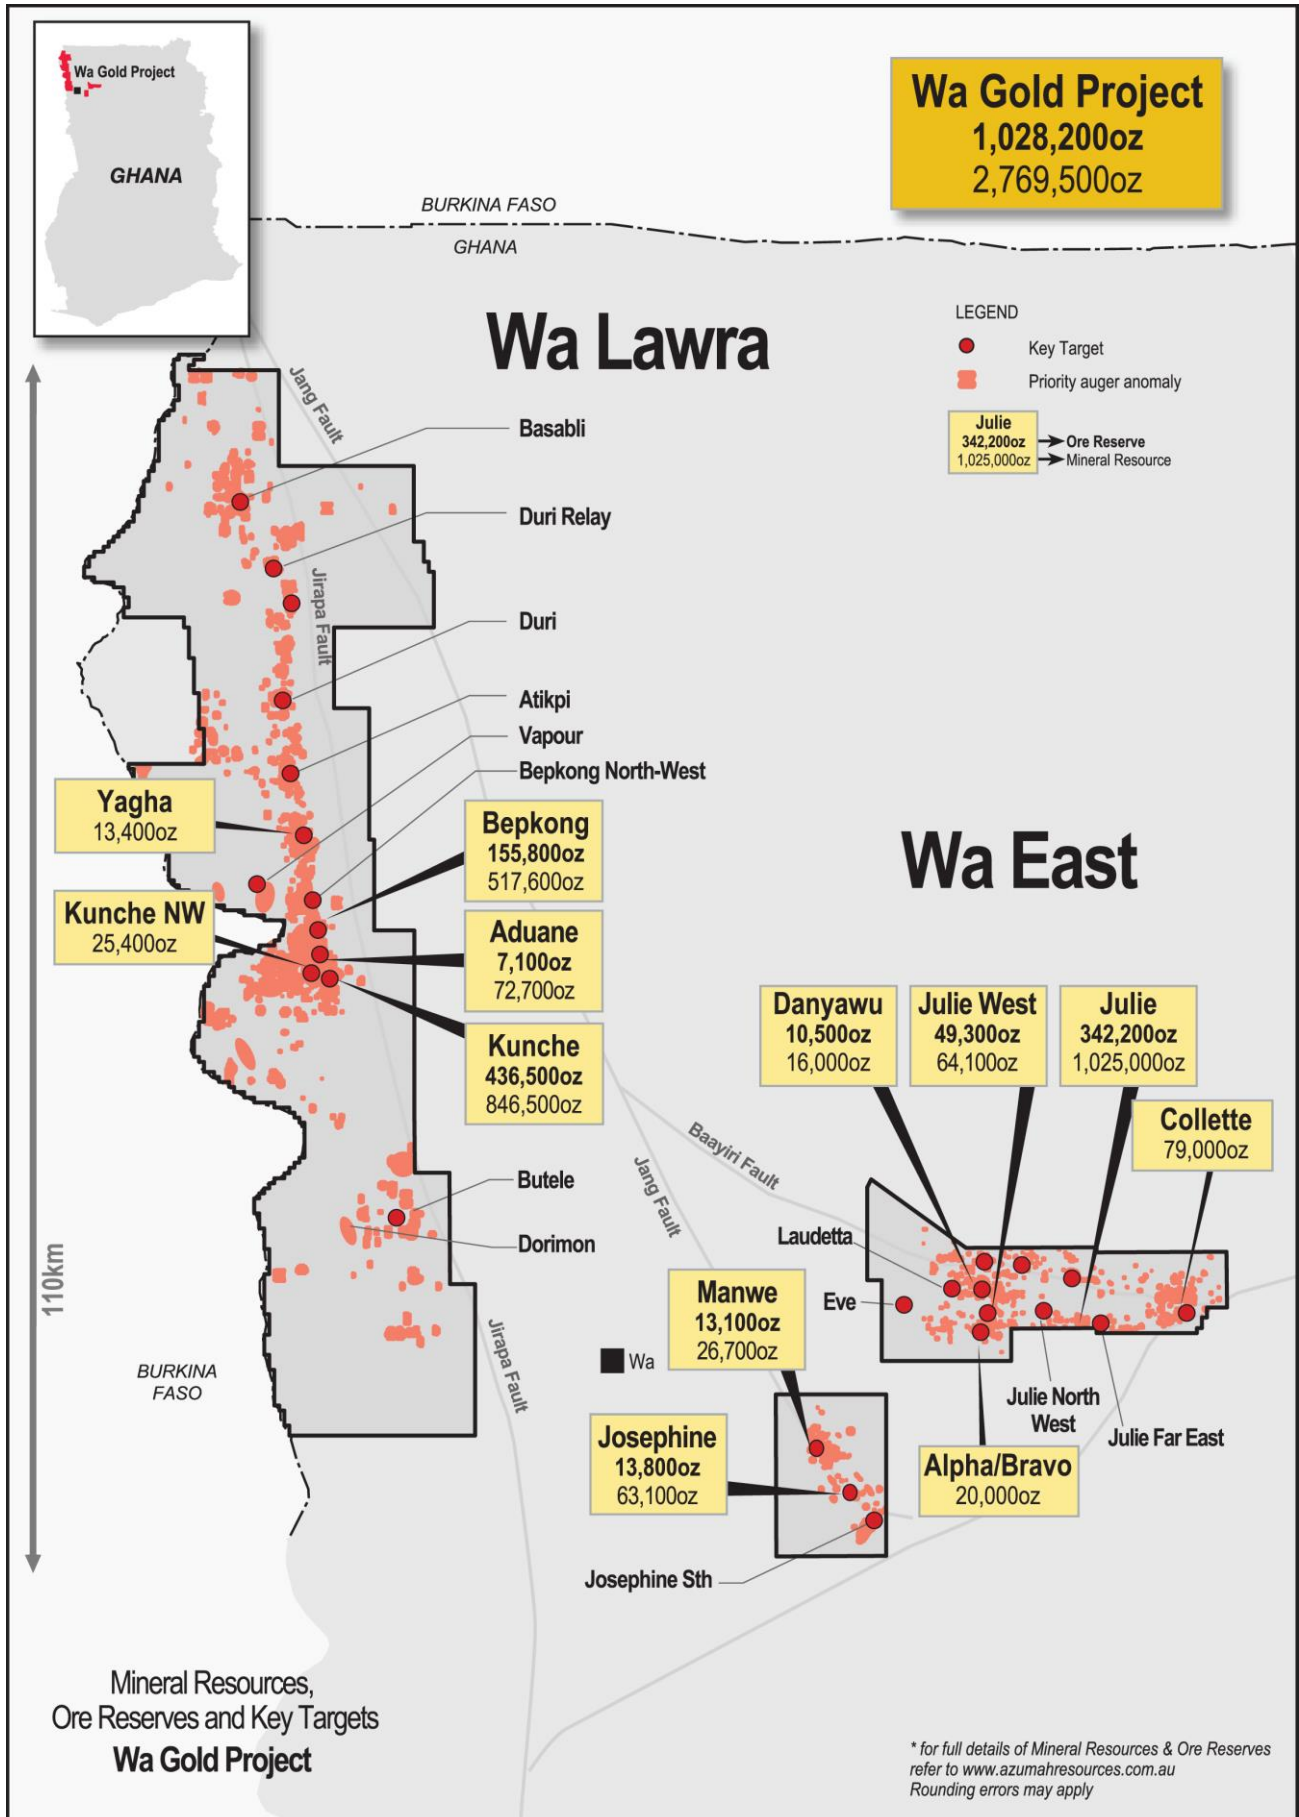 Wa Gold Project
GHANA
Wa Gold Project
1,028,200oz
2,769,500oz
BURKINA FASO
GHANA
Wa Lawra
LEGEND
Key Target
Priority auger anomaly
Julie
342,200oz
1,025,000oz
Ore Reserve
Mineral Resource
Jang Fault
Basabli
Duri Relay
Jirapa Fault
Duri
Atikpi
Vapour
Bepkong North-West
Yagha
13,400oz
Bepkong
155,800oz
517,600oz
Wa East
Kunche NW
25,400oz
Aduane
7,100oz
72,700oz
Kunche
436,500oz
846,500oz
Danyawu
10,500oz
16,000oz
Julie West
49,300oz
64,100oz
Julie
342,200oz
1,025,000oz
Collette
79,000oz
Baayiri Fault
Jang Fault
Butele
Dorimon
Laudetta
Eve
110km
Manwe
13,100oz
26,700oz
Jirapa Fault
Wa
BURKINA
FASO
Julie North
West
Julie Far East
Josephine
13,800oz
63,100oz
Alpha/Bravo
20,000oz
Josephine Sth
Mineral Resources,
Ore Reserves and Key Targets
Wa Gold Project
* for full details of Mineral Resources & Ore Reserves
refer to www.azumahresources.com.au
Rounding errors may apply